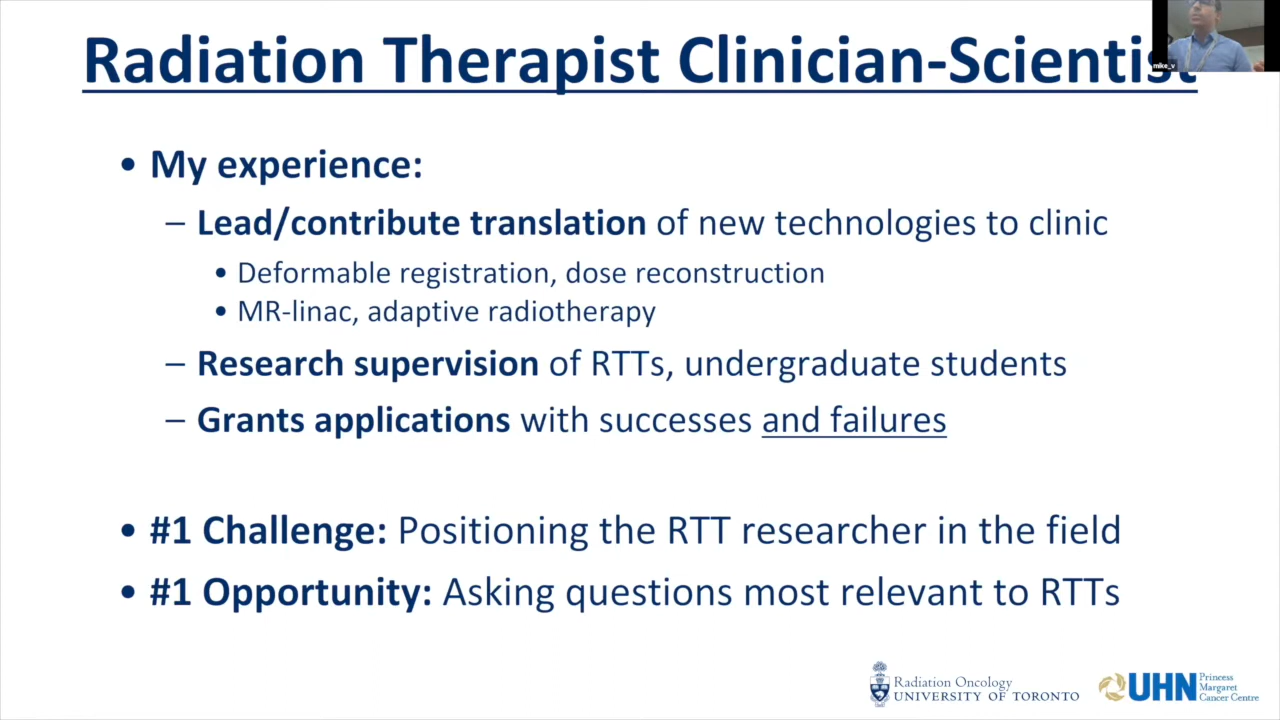 Radiation Therapist Clinician-Scientist
mike_v
• My experience:
– Lead/contribute translation of new technologies to clinic
• Deformable registration, dose reconstruction
• MR-linac, adaptive radiotherapy
– Research supervision of RTTs, undergraduate students
– Grants applications with successes and failures
• #1 Challenge: Positioning the RTT researcher in the field
• #1 Opportunity: Asking questions most relevant to RTTs
Radiation Oncology
UNIVERSITY OF TORONTO
UHN
Princess
Margaret
Cancer Centre